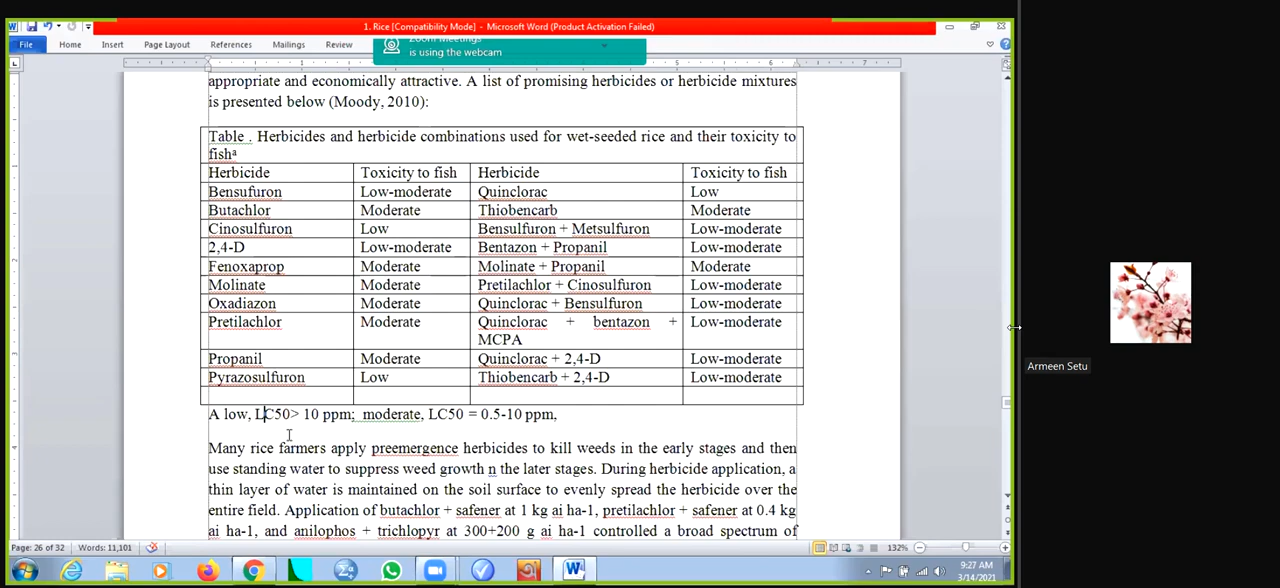 1. Rice [Compatibility Mode] - Microsoft Word (Product Activation Failed)
File Home Insert Page Layout References Mailings Review
is using the webcam
appropriate and economically attractive. A list of promising herbicides or herbicide mixtures
is presented below (Moody, 2010):
Table . Herbicides and herbicide combinations used for wet-seeded rice and their toxicity to
fishª
Herbicide Toxicity to fish Herbicide Toxicity to fish
Bensufuron Low-moderate Quinclorac Low
Butachlor Moderate Thiobencarb Moderate
Cinosulfuron Low Bensulfuron + Metsulfuron Low-moderate
2,4-D Low-moderate Bentazon + Propanil Low-moderate
Fenoxaprop Moderate Molinate + Propanil Moderate
Molinate Moderate Pretilachlor + Cinosulfuron Low-moderate
Oxadiazon Moderate Quinclorac + Bensulfuron Low-moderate
Pretilachlor Moderate Quinclorac + bentazon + Low-moderate
MCPA
Propanil Moderate Quinclorac + 2,4-D Low-moderate
Pyrazosulfuron Low Thiobencarb + 2,4-D Low-moderate
A low, LC50> 10 ppm; moderate, LC50 = 0.5-10 ppm,
Many rice farmers apply preemergence herbicides to kill weeds in the early stages and then
use standing water to suppress weed growth n the later stages. During herbicide application, a
thin layer of water is maintained on the soil surface to evenly spread the herbicide over the
entire field. Application of butachlor + safener at 1 kg ai ha-1, pretilachlor + safener at 0.4 kg
ai ha-1, and anilophos + trichlopyr at 300+200 g ai ha-1 controlled a broad spectrum of
Page: 26 of 32 Words: 11,101 132%
9:27 AM
3/14/2021
Armeen Setu